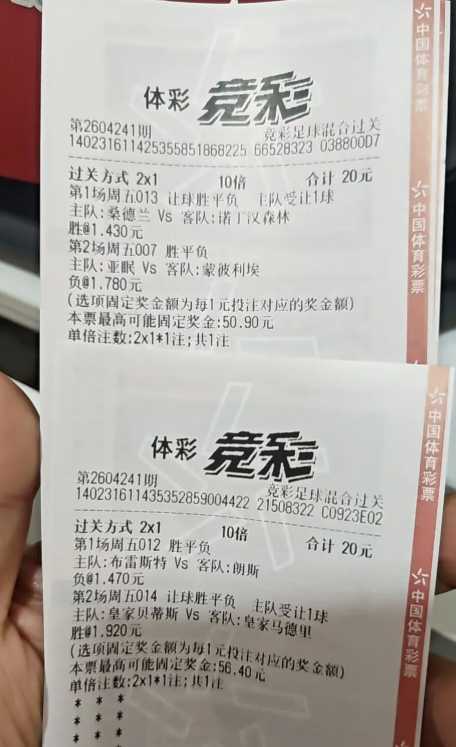 体彩 竞彩
第2604241期 竞彩足球混合过关
140231611425355851868225 66528323 038800D7
过关方式 2x1 10倍 合计 20元
第1场周五013 让球胜平负 主队受让1球
主队:桑德兰 Vs 客队:诺丁汉森林
胜@1.430元
第2场周五007 胜平负
主队:亚眠 Vs 客队:蒙彼利埃
负@1.780元
(选项固定奖金额为每1元投注对应的奖金额)
本票最高可能固定奖金:50.90元
单倍注数:2x1*1注;共1注
中国体育彩票
中国体育彩票
体彩 竞彩
第2604241期 竞彩足球混合过关
140231611435352859004422 21508322 C0923E02
过关方式 2x1 10倍 合计 20元
第1场周五012 胜平负
主队:布雷斯特 Vs 客队:朗斯
负@1.470元
第2场周五014 让球胜平负 主队受让1球
主队:皇家贝蒂斯 Vs 客队:皇家马德里
胜@1.920元
(选项固定奖金额为每1元投注对应的奖金额)
本票最高可能固定奖金:56.40元
单倍注数:2x1*1注;共1注
* * *
* * *
* * *
中国体育彩票
中国体育彩票